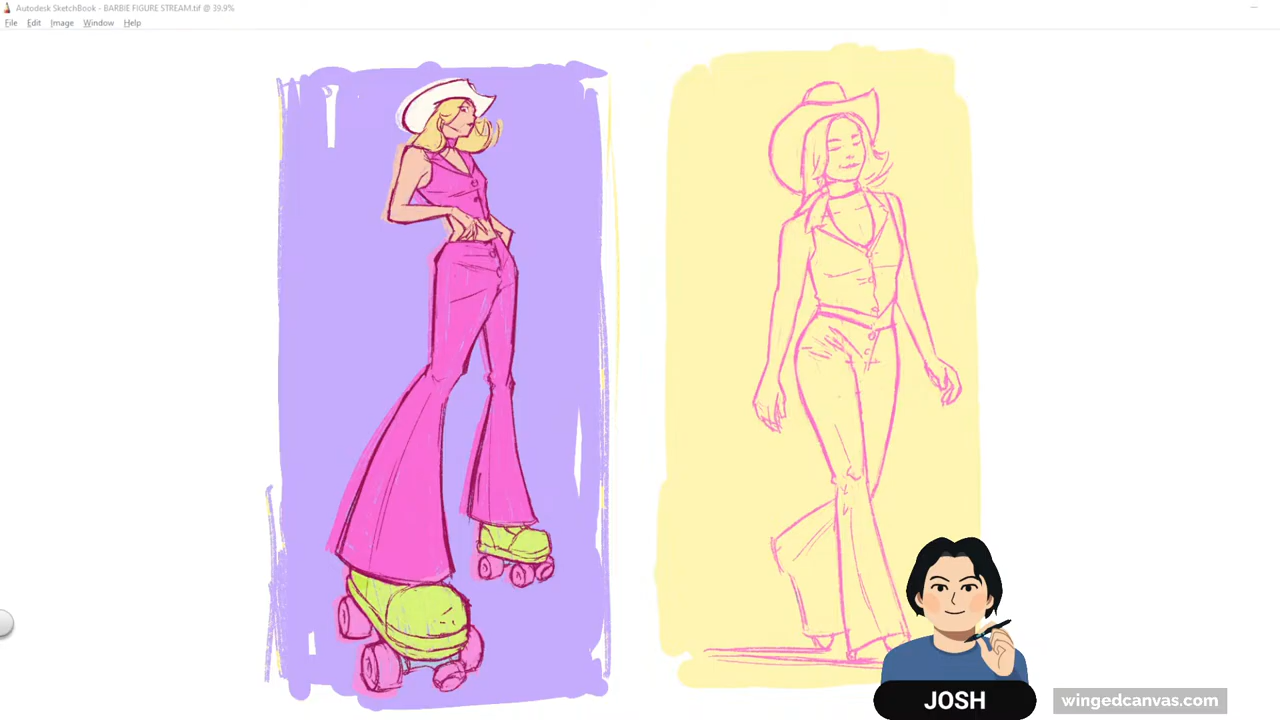 Autodesk SketchBook - BARBIE FIGURE STREAM.tif @ 39.9%
File Edit Image Window Help
JOSH
wingedcanvas.com